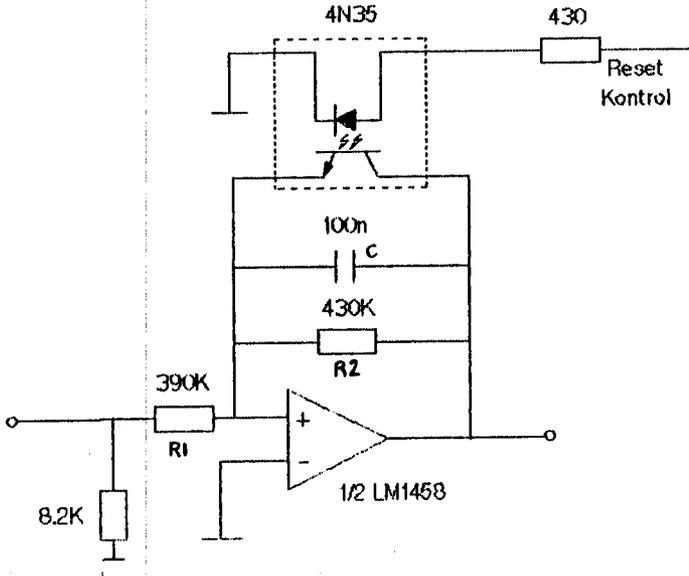 4N35
430
Reset
Kontrol
100n
C
430K
R2
390K
R1
+
-
8.2K
1/2 LM1458